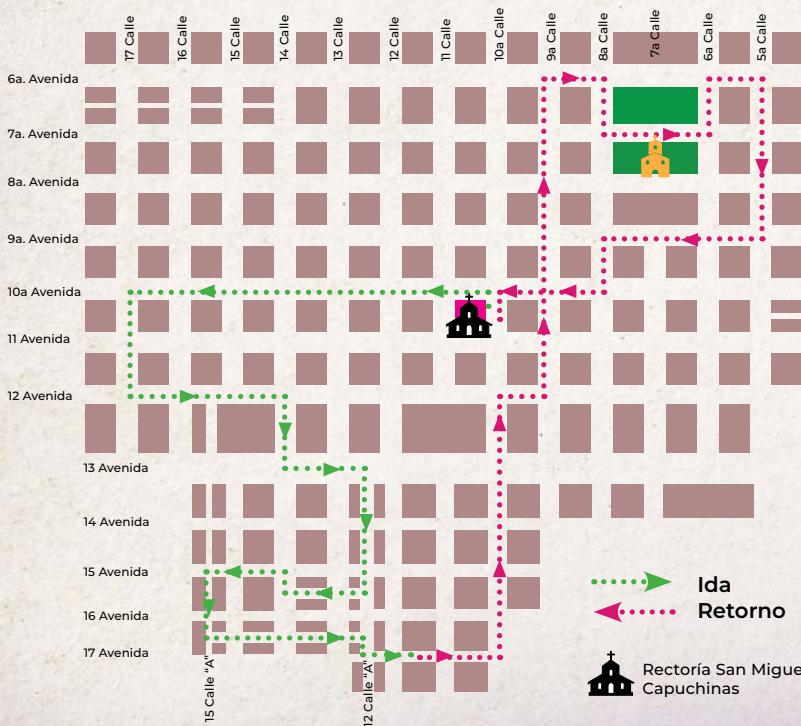 17 Calle
16 Calle
15 Calle
14 Calle
13 Calle
12 Calle
11 Calle
10a Calle
9a Calle
8a Calle
7a Calle
6a Calle
5a Calle
6a. Avenida
7a. Avenida
8a. Avenida
9a. Avenida
10a Avenida
11 Avenida
12 Avenida
13 Avenida
14 Avenida
15 Avenida
16 Avenida
17 Avenida
15 Calle "A"
12 Calle "A"
Ida
Retorno
Rectoría San Migue
Capuchinas